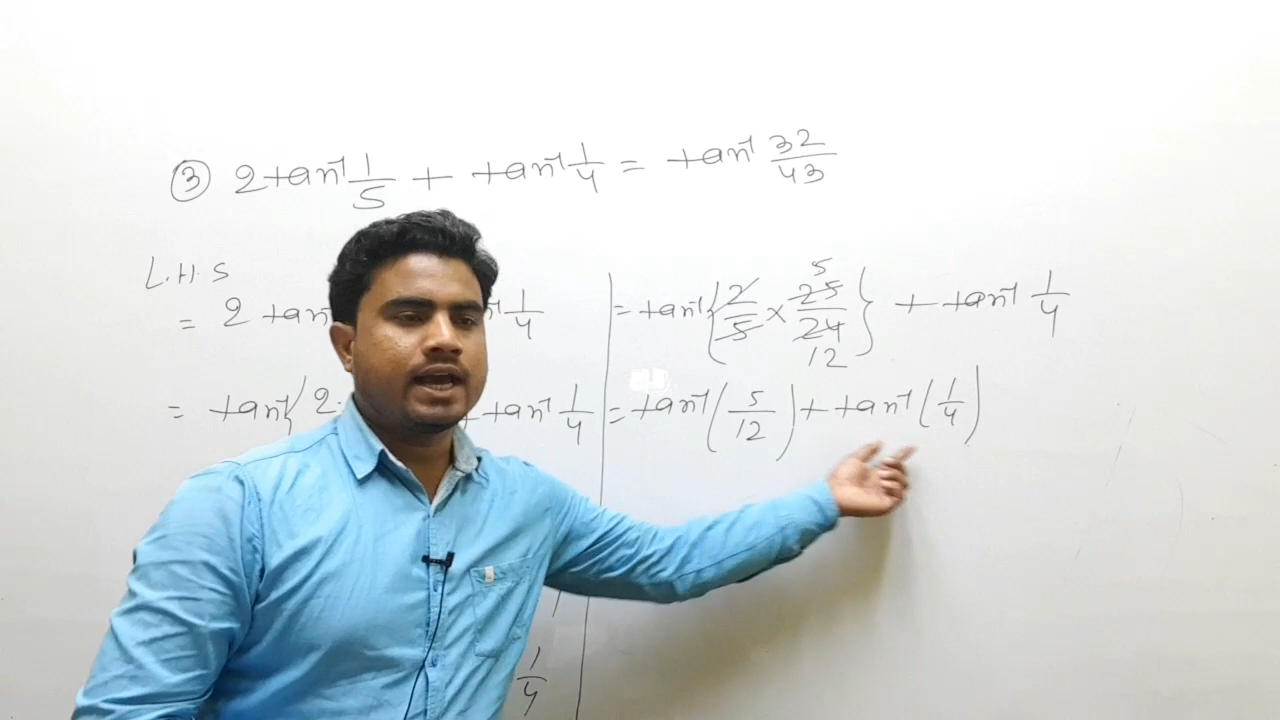 ③ 2tan⁻¹ 1/5 + tan⁻¹ 1/4 = tan⁻¹ 32/43
L.H.S
= 2 tan⁻¹ 1/4
= tan⁻¹{ 2 + tan⁻¹ 1/4
1/4
= tan⁻¹{ 2/5 × 25/24 } + tan⁻¹ 1/4
5
12
= tan⁻¹( 5/12 ) + tan⁻¹( 1/4 )